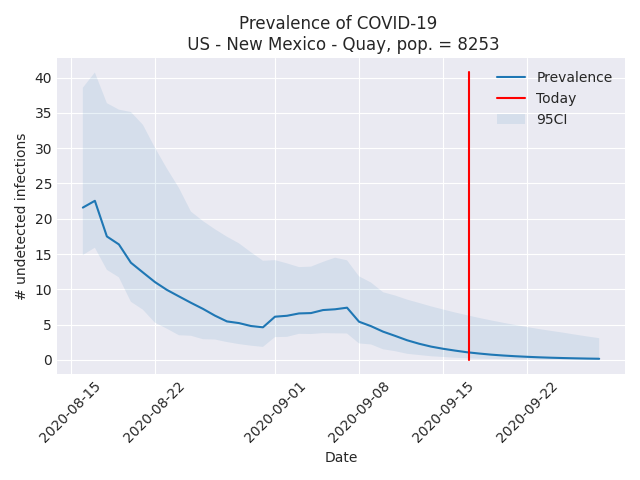 Prevalence of COVID-19
US - New Mexico - Quay, pop. = 8253
Prevalence
Today
95CI
# undetected infections
40
35
30
25
20
15
10
5
0
2020-08-15
2020-08-22
2020-09-01
2020-09-08
2020-09-15
2020-09-22
Date